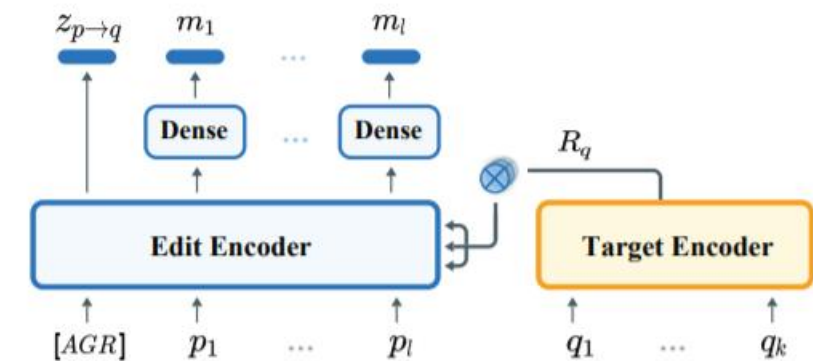 z_{p→q} m_1 ... m_l
Dense ... Dense
R_q
Edit Encoder Target Encoder
[AGR] p_1 ... p_l q_1 ... q_k